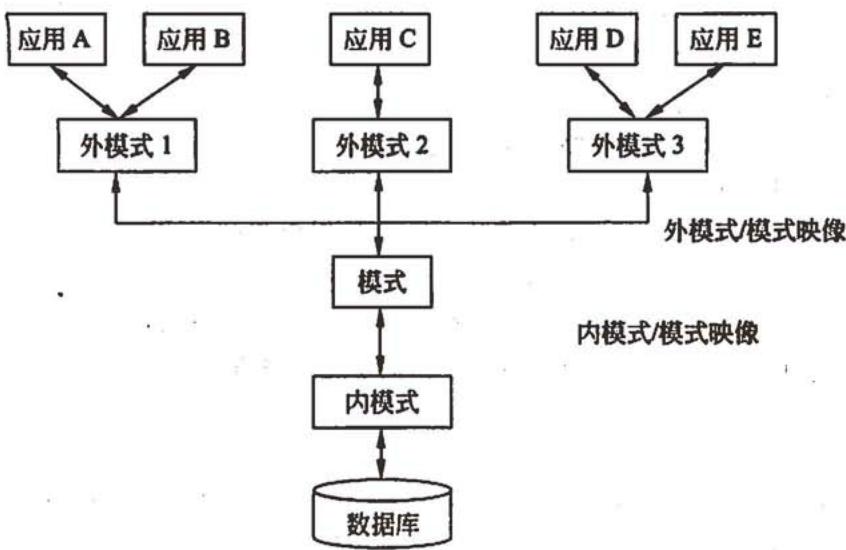 应用 A
应用 B
应用 C
应用 D
应用 E
外模式 1
外模式 2
外模式 3
外模式/模式映像
模式
内模式/模式映像
内模式
数据库